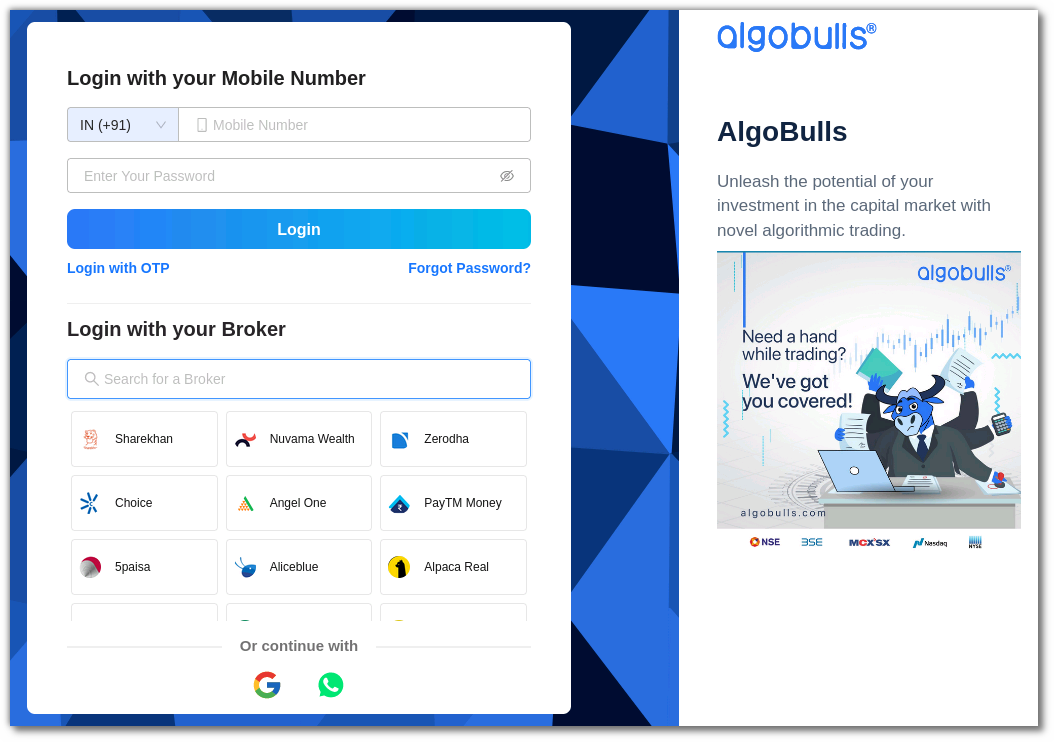 Login with your Mobile Number
IN (+91)
Mobile Number
Enter Your Password
Login
Login with OTP
Forgot Password?
Login with your Broker
Search for a Broker
Sharekhan
Nuvama Wealth
Zerodha
Choice
Angel One
PayTM Money
5paisa
Aliceblue
Alpaca Real
Or continue with
algobulls®
AlgoBulls
Unleash the potential of your
investment in the capital market with
novel algorithmic trading.
algobulls®
Need a hand
while trading?
We've got
you covered!
algobulls.com
NSE
BSE
MCX'SX
Nasdaq
NYSE